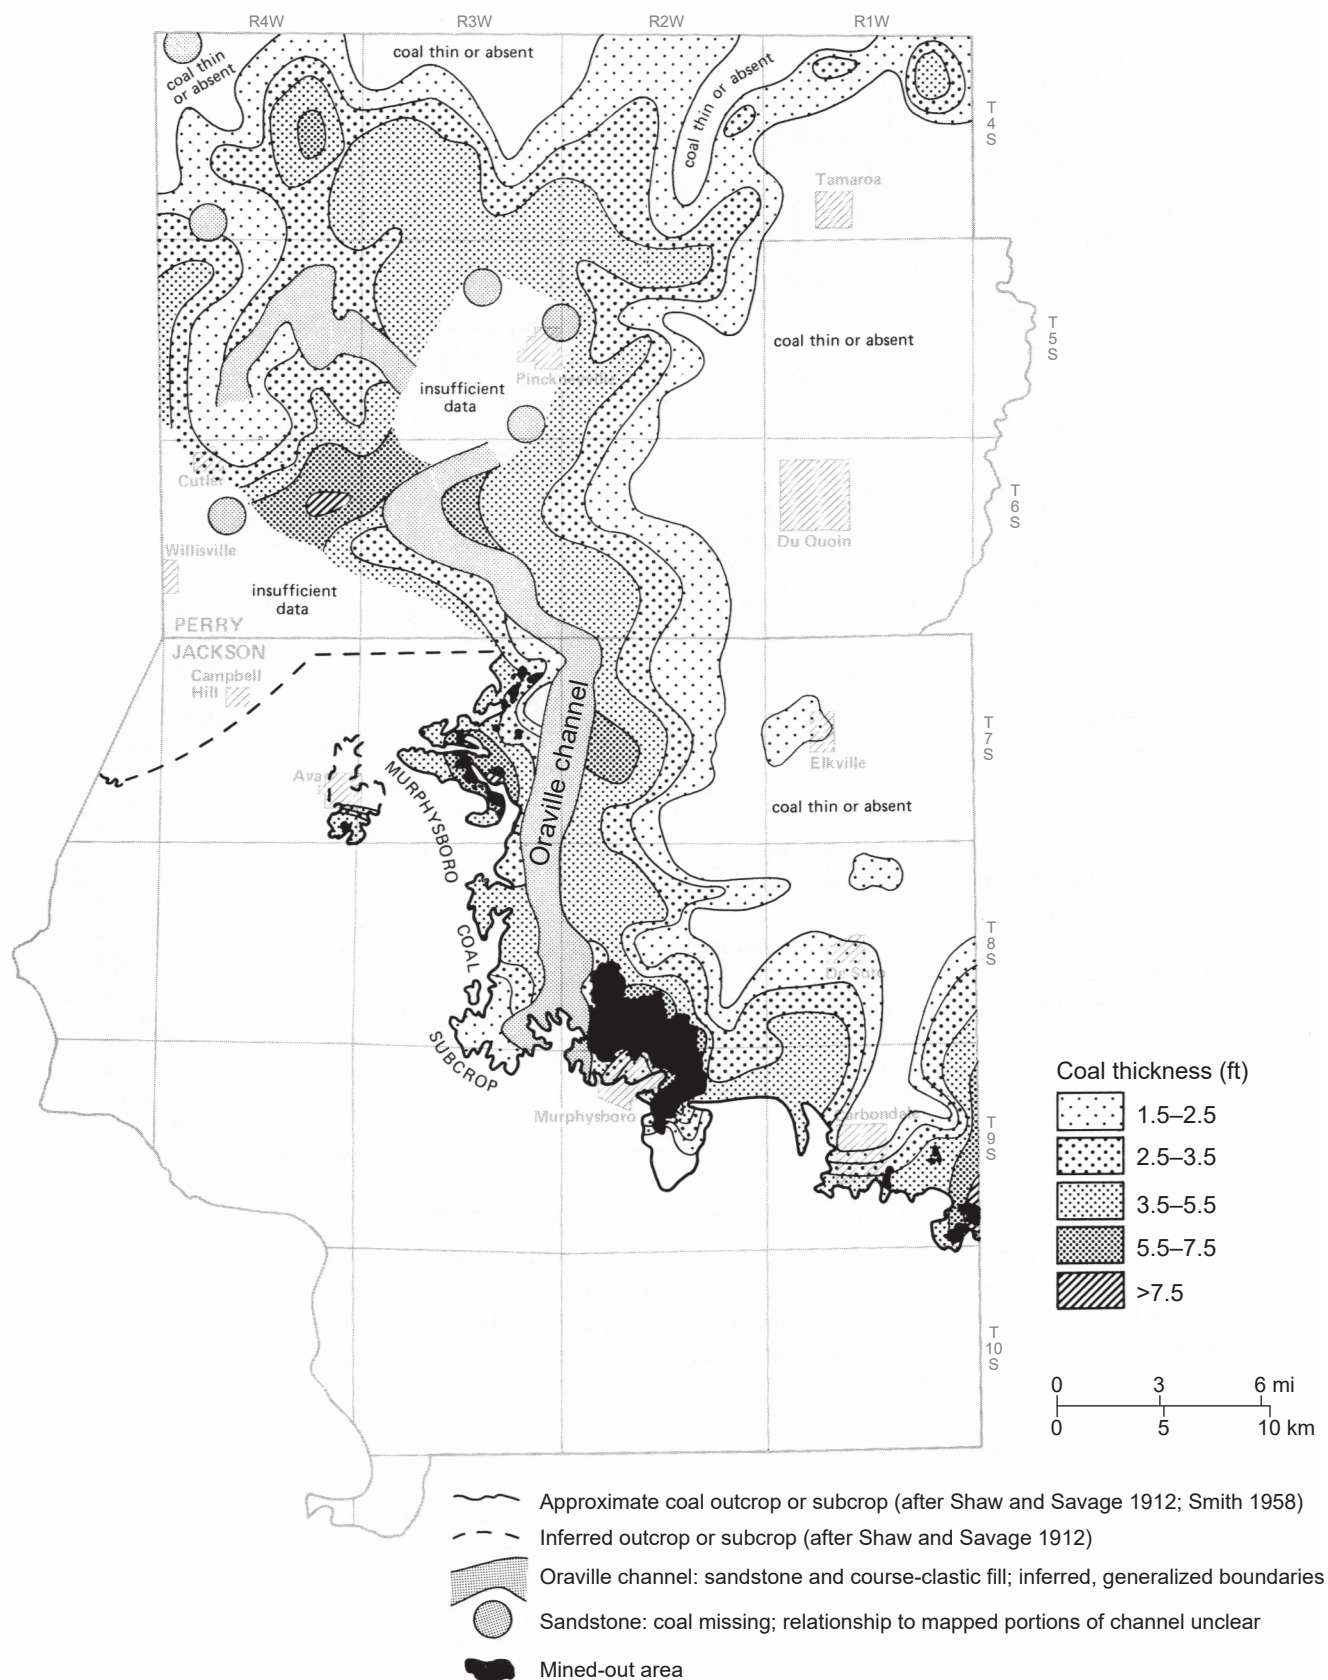 R4W R3W R2W R1W
coal thin
or absent
coal thin or absent
coal thin or absent
T
4
S
Tamaroa
coal thin or absent
T
5
S
insufficient
data
Cutler
T
6
S
Willisville
Du Quoin
insufficient
data
PERRY
JACKSON
Campbell
Hill
Oraville channel
T
7
S
Elkville
Ava
MURPHYSBORO
COAL
SUBCROP
coal thin or absent
T
8
S
De Soto
Murphysboro
Carbondale
T
9
S
T
10
S
Coal thickness (ft)
1.5–2.5
2.5–3.5
3.5–5.5
5.5–7.5
>7.5
0 3 6 mi
0 5 10 km
Approximate coal outcrop or subcrop (after Shaw and Savage 1912; Smith 1958)
Inferred outcrop or subcrop (after Shaw and Savage 1912)
Oraville channel: sandstone and course-clastic fill; inferred, generalized boundaries
Sandstone: coal missing; relationship to mapped portions of channel unclear
Mined-out area